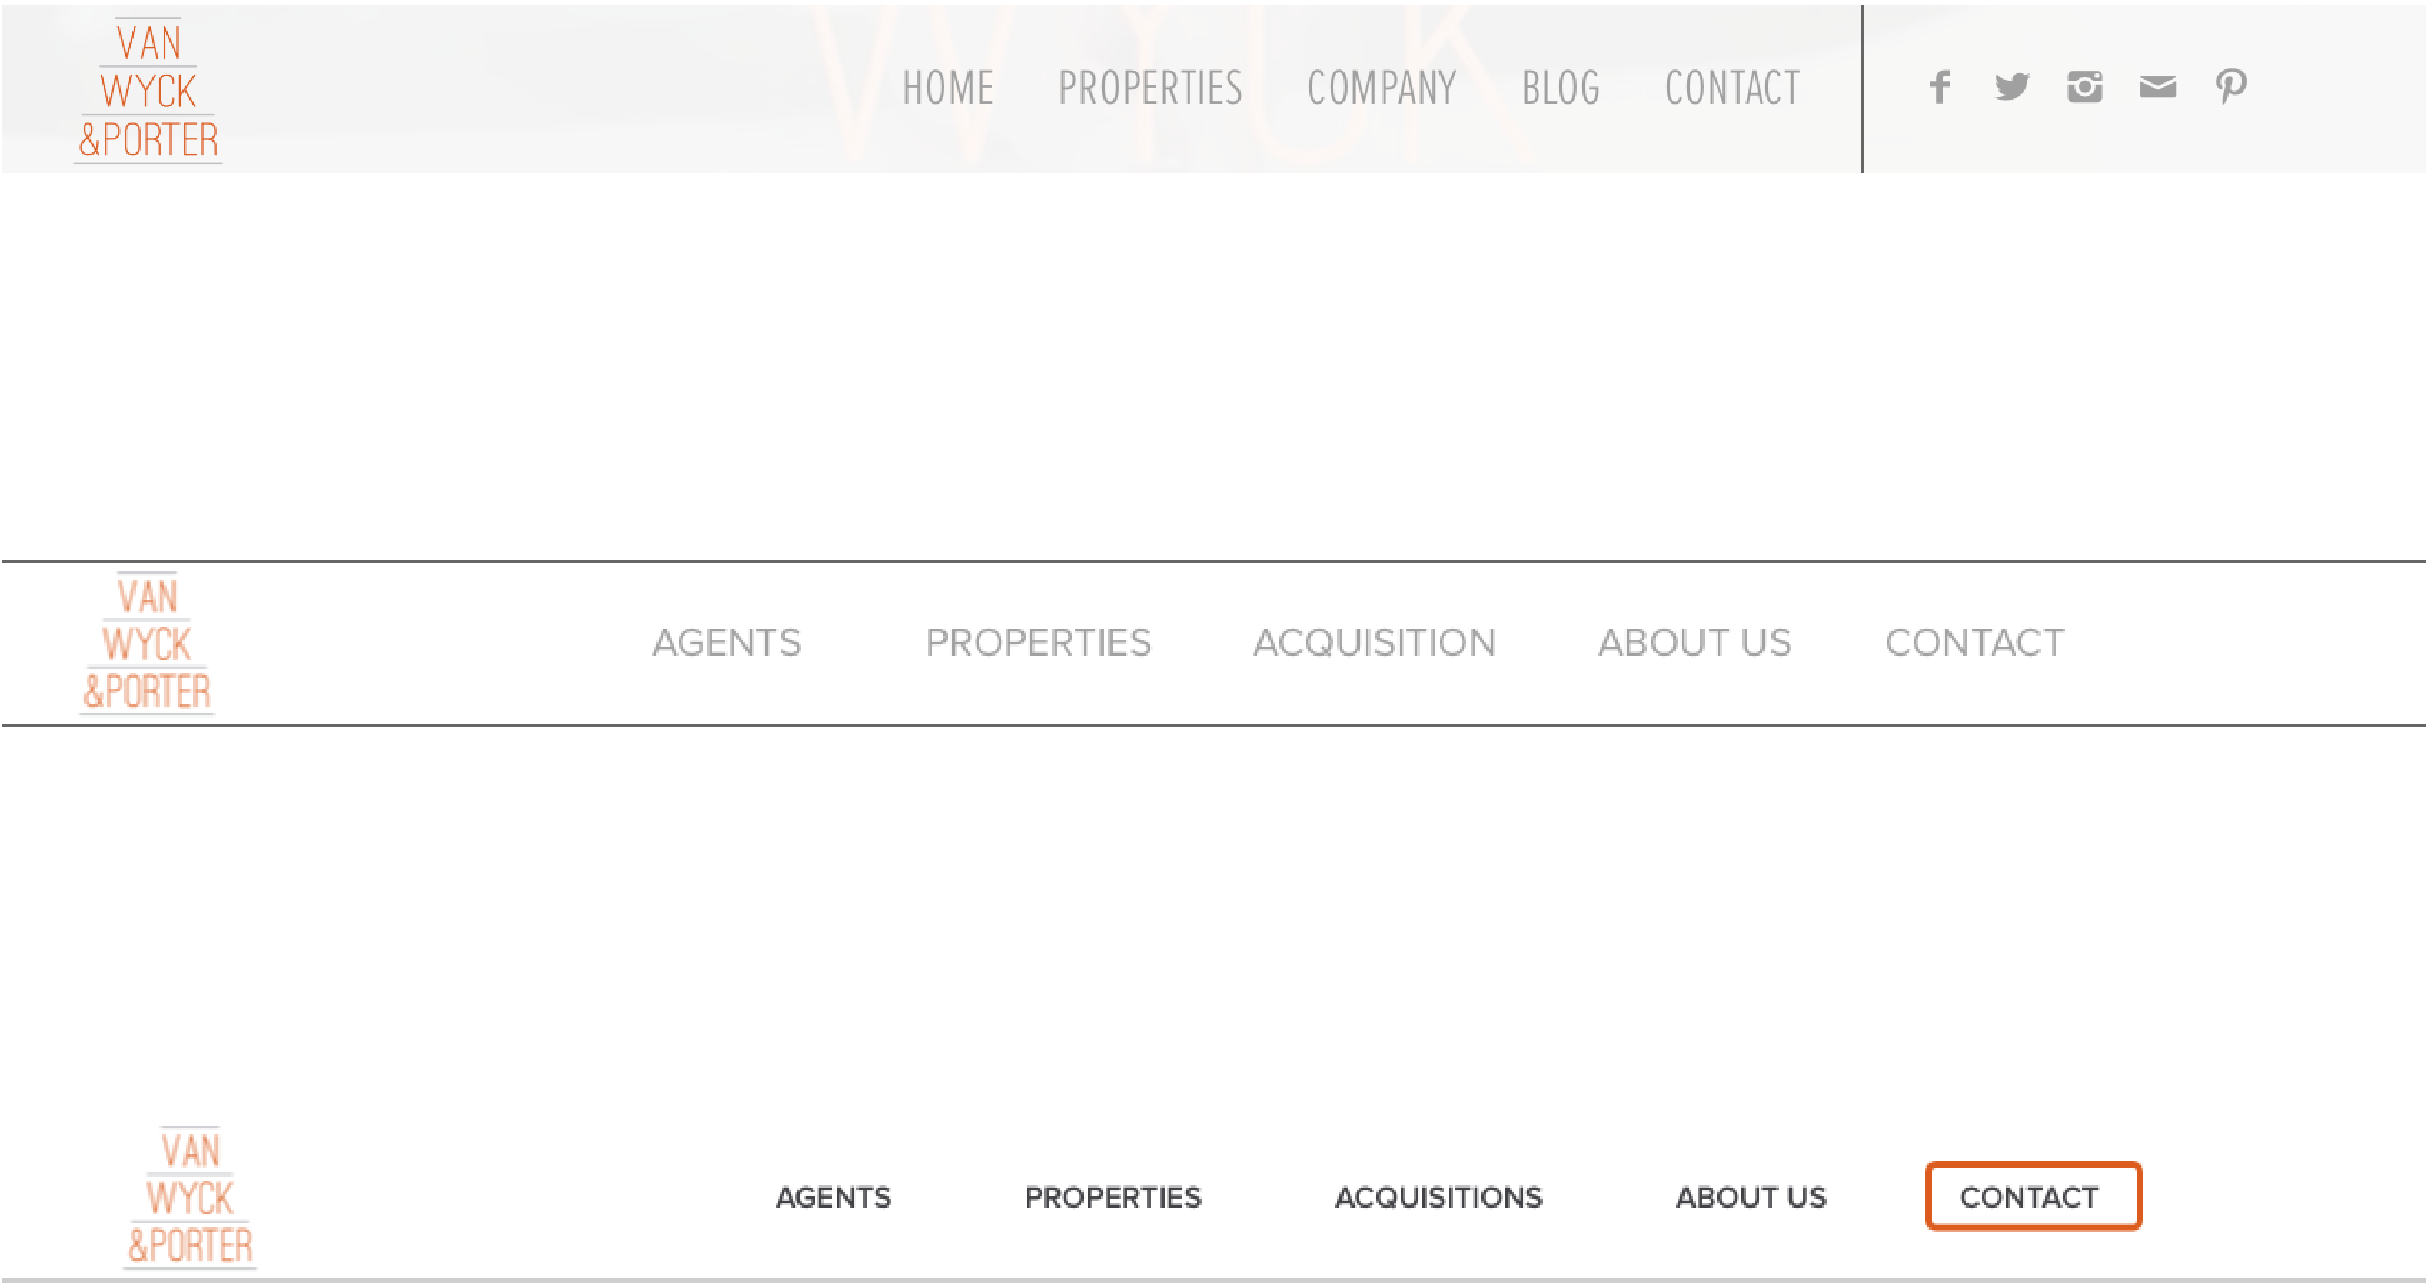 VAN
WYCK
&PORTER
HOME PROPERTIES COMPANY BLOG CONTACT
WYCK
VAN
WYCK
&PORTER
AGENTS PROPERTIES ACQUISITION ABOUT US CONTACT
VAN
WYCK
&PORTER
AGENTS PROPERTIES ACQUISITIONS ABOUT US CONTACT